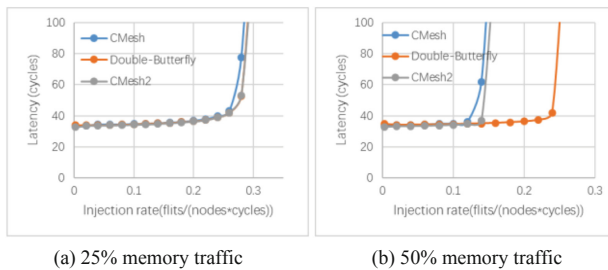 100
80
60
40
20
0
Latency (cycles)
CMesh
Double-Butterfly
CMesh2
0 0.1 0.2 0.3
Injection rate(flits/(nodes*cycles))
(a) 25% memory traffic
100
80
60
40
20
0
Latency (cycles)
CMesh
Double-Butterfly
CMesh2
0 0.1 0.2 0.3
Injection rate(flits/(nodes*cycles))
(b) 50% memory traffic